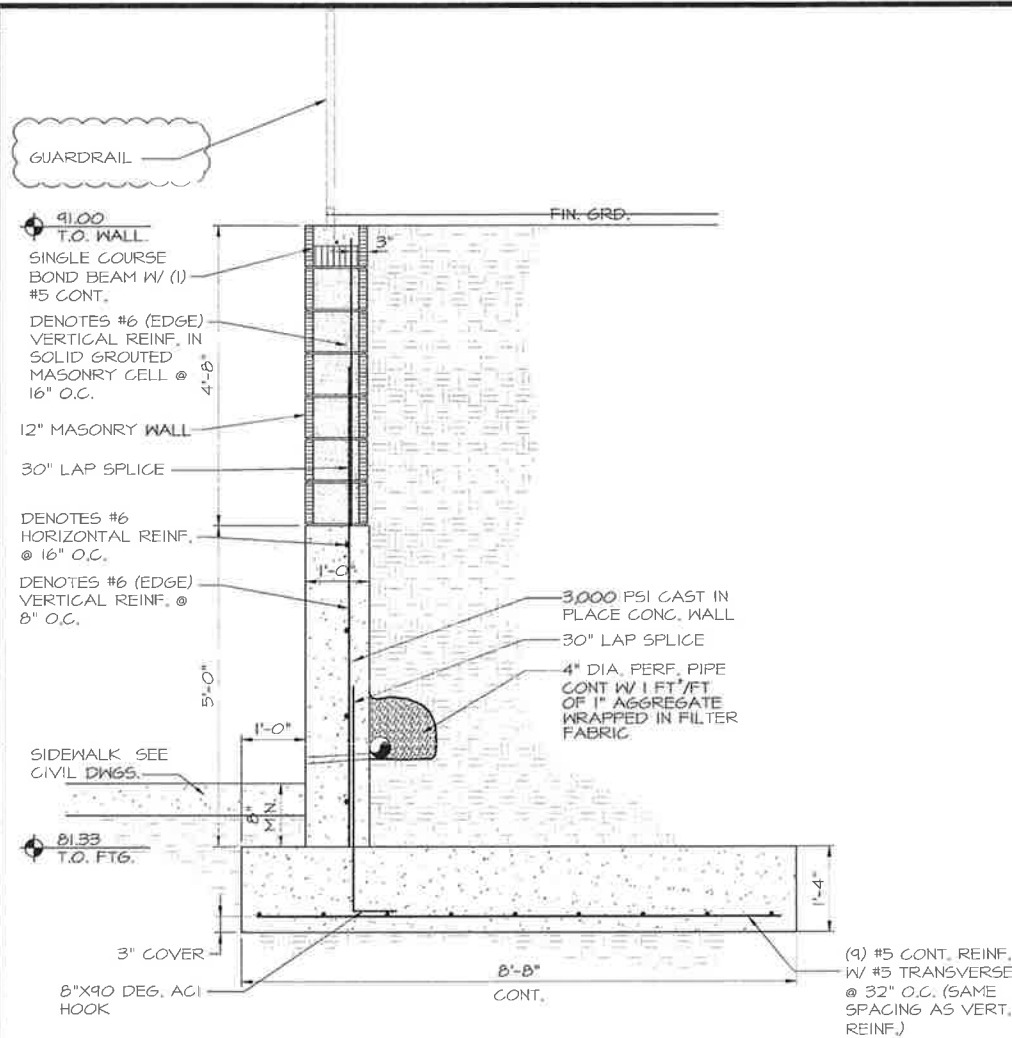 GUARDRAIL
91.00
T.O. WALL.
SINGLE COURSE
BOND BEAM W/ (1)
#5 CONT.
DENOTES #6 (EDGE)
VERTICAL REINF. IN
SOLID GROUTED
MASONRY CELL @
16" O.C.
12" MASONRY WALL
30" LAP SPLICE
DENOTES #6
HORIZONTAL REINF.
@ 16" O.C.
DENOTES #6 (EDGE)
VERTICAL REINF. @
8" O.C.
SIDEWALK SEE
CIVIL DWGS.
81.33
T.O. FTG.
3" COVER
8"X90 DEG. ACI
HOOK
FIN. GRD.
3"
4'-8"
1'-0"
5'-0"
1'-0"
8"
MIN.
3,000 PSI CAST IN
PLACE CONC. WALL
30" LAP SPLICE
4" DIA. PERF. PIPE
CONT W/ 1 FT³/FT
OF 1" AGGREGATE
WRAPPED IN FILTER
FABRIC
1'-4"
8'-8"
CONT.
(9) #5 CONT. REINF.
W/ #5 TRANSVERSE
@ 32" O.C. (SAME
SPACING AS VERT.
REINF.)